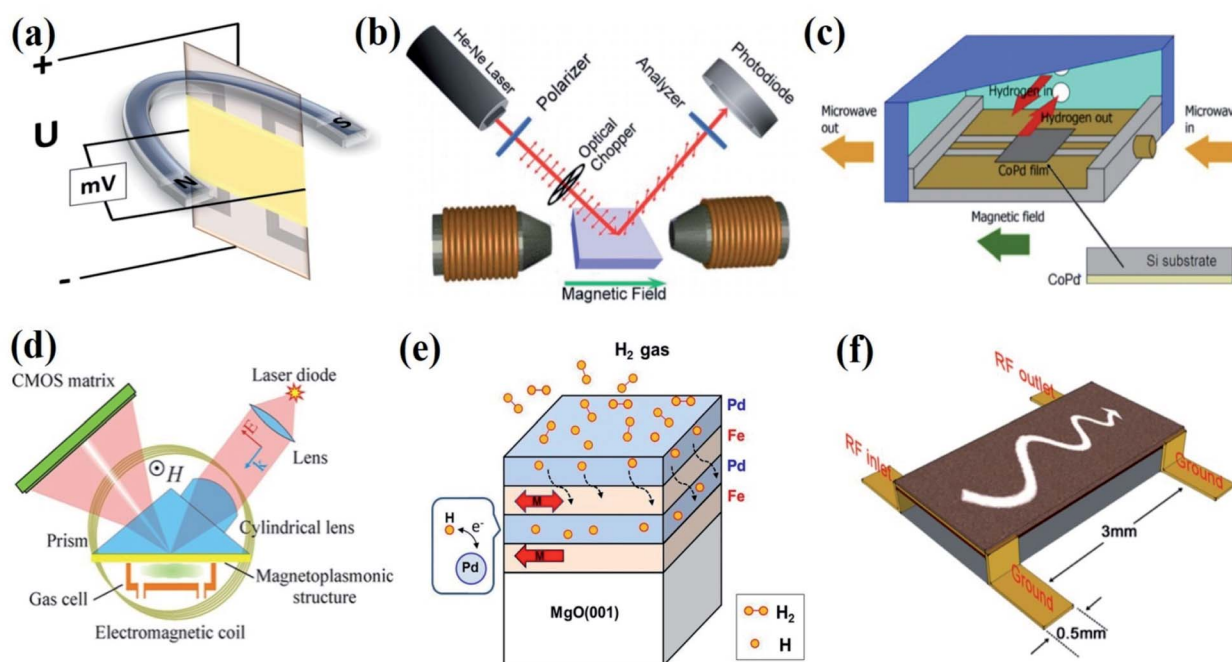 (a)
+
U
mV
-
N
S
(b)
He-Ne Laser
Polarizer
Optical
Chopper
Analyzer
Photodiode
Magnetic Field
(c)
Microwave
out
Hydrogen in
Hydrogen out
CoPd film
Microwave
in
Magnetic field
Si substrate
CoPd
(d)
CMOS matrix
Laser diode
E
k
Lens
H
Cylindrical lens
Prism
Magnetoplasmonic
structure
Gas cell
Electromagnetic coil
(e)
H2 gas
Pd
Fe
Pd
Fe
M
H
e-
Pd
M
MgO(001)
H2
H
(f)
RF outlet
RF inlet
Ground
3mm
Ground
0.5mm